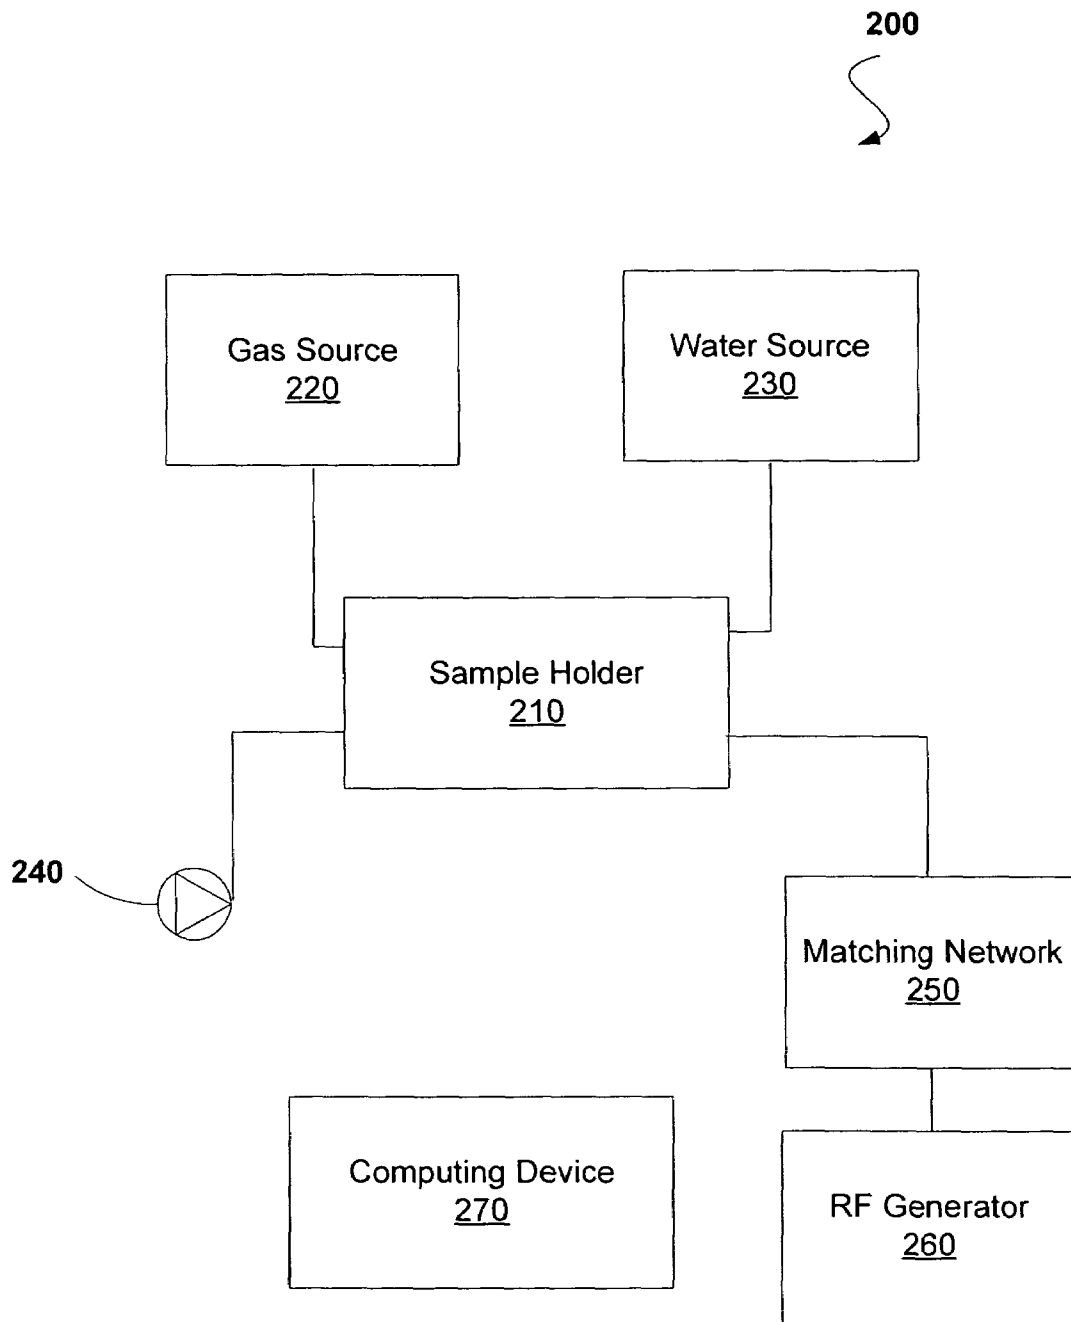 200
Gas Source
220
Water Source
230
Sample Holder
210
240
Matching Network
250
Computing Device
270
RF Generator
260